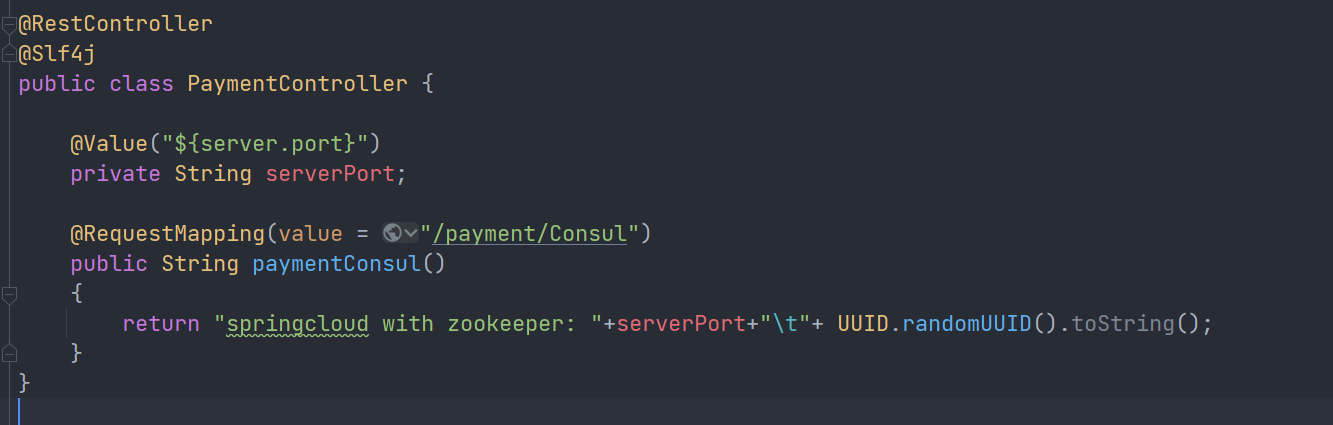 @RestController
@Slf4j
public class PaymentController {
@Value("${server.port}")
private String serverPort;
@RequestMapping(value = "/payment/Consul")
public String paymentConsul()
{
return "springcloud with zookeeper: "+serverPort+"\t"+ UUID.randomUUID().toString();
}
}